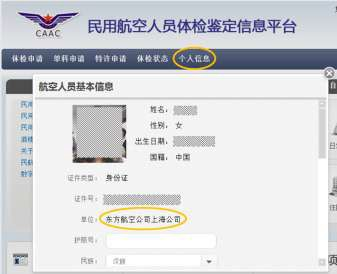 CAAC
民用航空人员体检鉴定信息平台
体检申请 单科申请 特许申请 体检状态 个人信息
航空人员基本信息
姓名：
性别： 女
出生日期：
国籍： 中国
证件类型： 身份证
证件号：
单位： 东方航空公司上海公司
护照号：
民族： 汉族